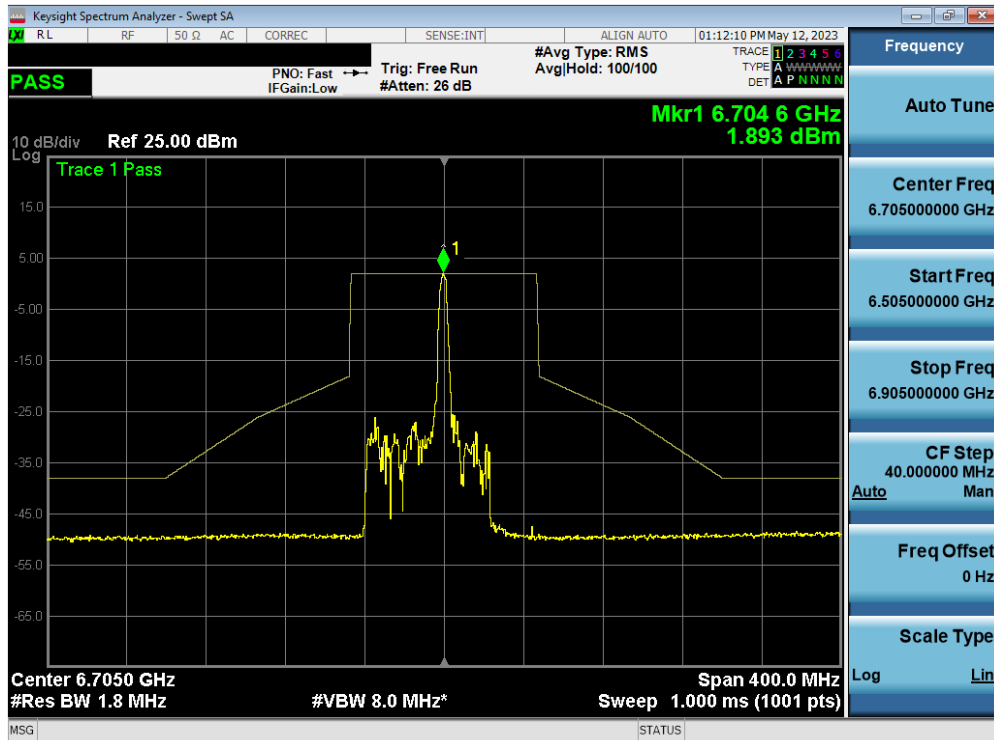 Keysight Spectrum Analyzer - Swept SA
LXI RL RF 50 Ω AC CORREC SENSE:INT ALIGN AUTO 01:12:10 PM May 12, 2023
PASS
PNO: Fast
IFGain:Low
Trig: Free Run
#Atten: 26 dB
#Avg Type: RMS
Avg|Hold: 100/100
TRACE 1 2 3 4 5 6
TYPE A WWWWW
DET A P N N N N
Mkr1 6.704 6 GHz
1.893 dBm
10 dB/div Ref 25.00 dBm
Log
Trace 1 Pass
15.0
1
5.00
-5.00
-15.0
-25.0
-35.0
-45.0
-55.0
-65.0
Center 6.7050 GHz Span 400.0 MHz
#Res BW 1.8 MHz #VBW 8.0 MHz* Sweep 1.000 ms (1001 pts)
MSG STATUS
Frequency
Auto Tune
Center Freq
6.705000000 GHz
Start Freq
6.505000000 GHz
Stop Freq
6.905000000 GHz
CF Step
40.000000 MHz
Auto Man
Freq Offset
0 Hz
Scale Type
Log Lin